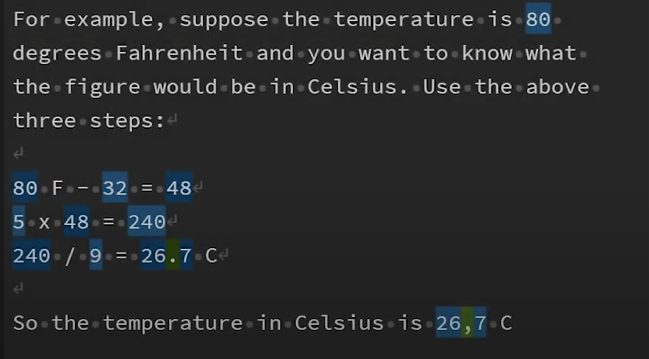 For example, suppose the temperature is 80
degrees Fahrenheit and you want to know what
the figure would be in Celsius. Use the above
three steps:
80 F - 32 = 48
5 x 48 = 240
240 / 9 = 26.7 C
So the temperature in Celsius is 26,7 C